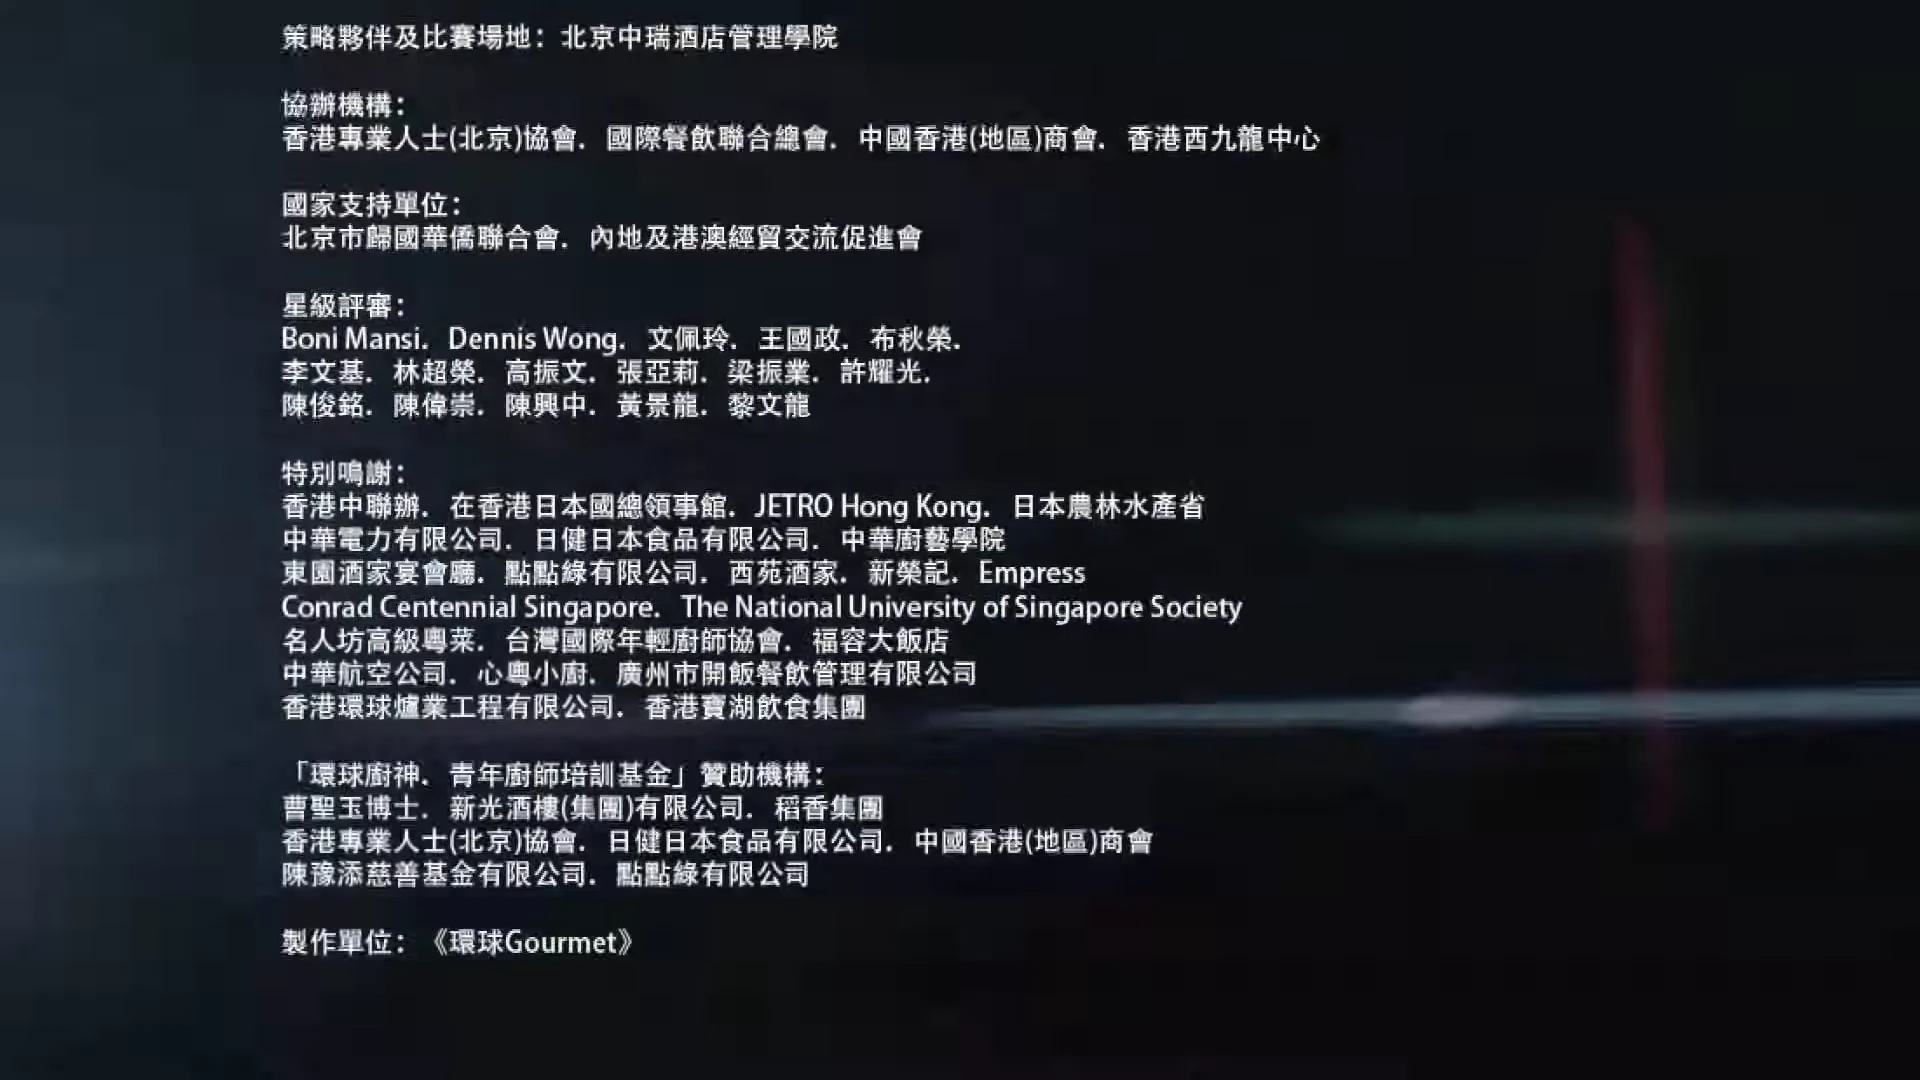 策略夥伴及比賽場地：北京中瑞酒店管理學院
協辦機構：
香港專業人士(北京)協會．國際餐飲聯合總會．中國香港(地區)商會．香港西九龍中心
國家支持單位：
北京市歸國華僑聯合會．內地及港澳經貿交流促進會
星級評審：
Boni Mansi．Dennis Wong．文佩玲．王國政．布秋榮．
李文基．林超榮．高振文．張亞莉．梁振業．許耀光．
陳俊銘．陳偉崇．陳興中．黃景龍．黎文龍
特別鳴謝：
香港中聯辦．在香港日本國總領事館．JETRO Hong Kong．日本農林水產省
中華電力有限公司．日健日本食品有限公司．中華廚藝學院
東園酒家宴會廳．點點綠有限公司．西苑酒家．新榮記．Empress
Conrad Centennial Singapore．The National University of Singapore Society
名人坊高級粵菜．台灣國際年輕廚師協會．福容大飯店
中華航空公司．心粵小廚．廣州市開飯餐飲管理有限公司
香港環球爐業工程有限公司．香港寶湖飲食集團
「環球廚神．青年廚師培訓基金」贊助機構：
曹聖玉博士．新光酒樓(集團)有限公司．稻香集團
香港專業人士(北京)協會．日健日本食品有限公司．中國香港(地區)商會
陳豫添慈善基金有限公司．點點綠有限公司
製作單位：《環球Gourmet》